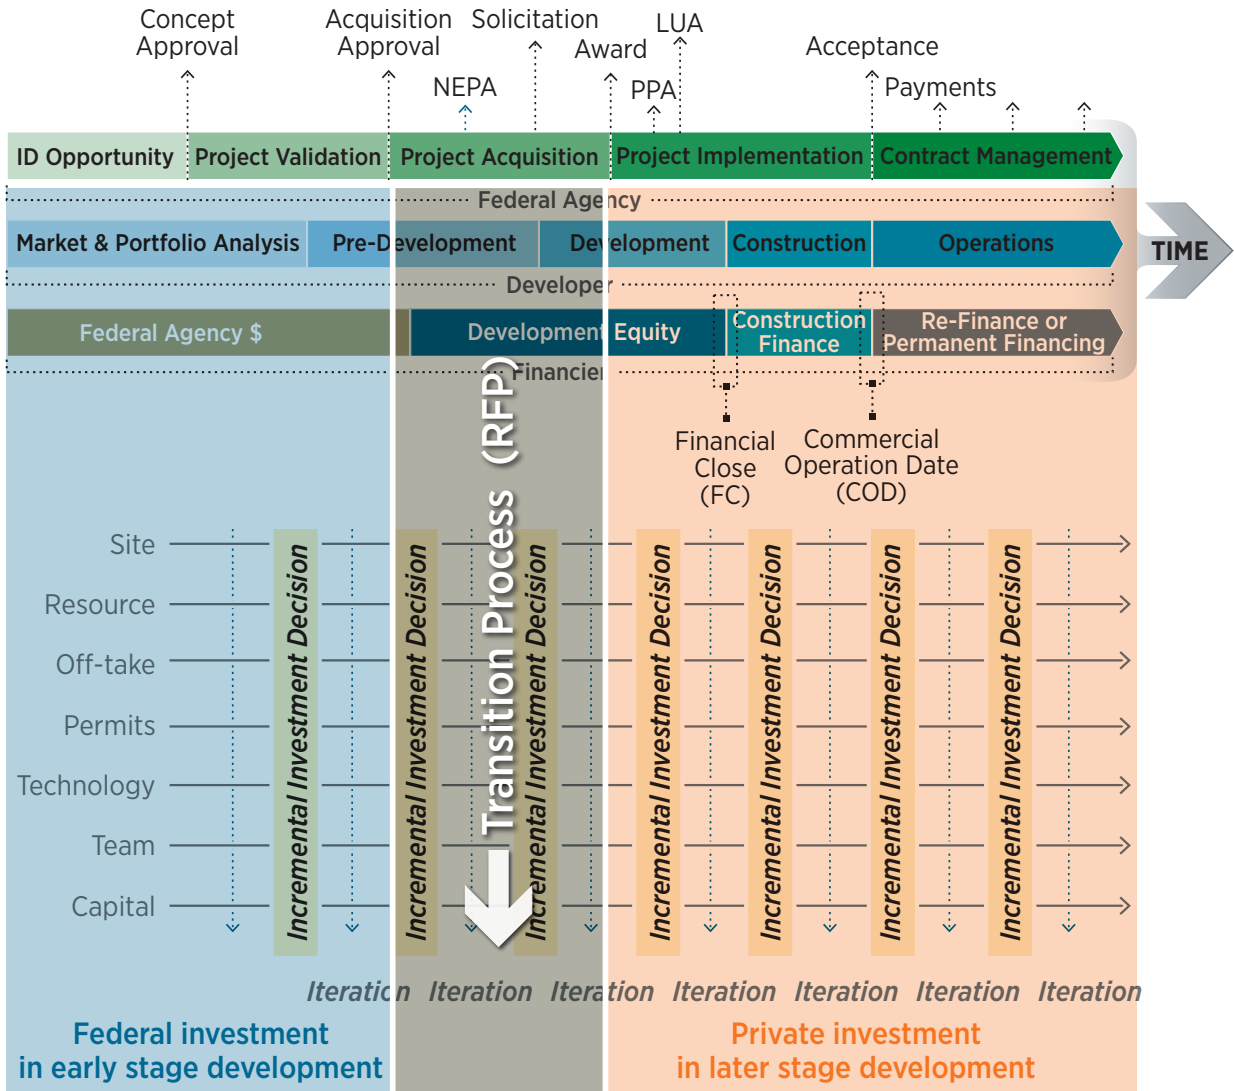 Concept
Approval
Acquisition
Approval
Solicitation
LUA
Award
Acceptance
NEPA
PPA
Payments
ID Opportunity
Project Validation
Project Acquisition
Project Implementation
Contract Management
Federal Agency
Market & Portfolio Analysis
Pre-Development
Development
Construction
Operations
TIME
Developer
Federal Agency $
Development Equity
Construction
Finance
Re-Finance or
Permanent Financing
Financier
Financial
Close
(FC)
Commercial
Operation Date
(COD)
Transition Process (RFP)
Site
Resource
Off-take
Permits
Technology
Team
Capital
Incremental Investment Decision
Incremental Investment Decision
Incremental Investment Decision
Incremental Investment Decision
Incremental Investment Decision
Incremental Investment Decision
Incremental Investment Decision
Iteration
Iteration
Iteration
Iteration
Iteration
Iteration
Iteration
Federal investment
in early stage development
Private investment
in later stage development